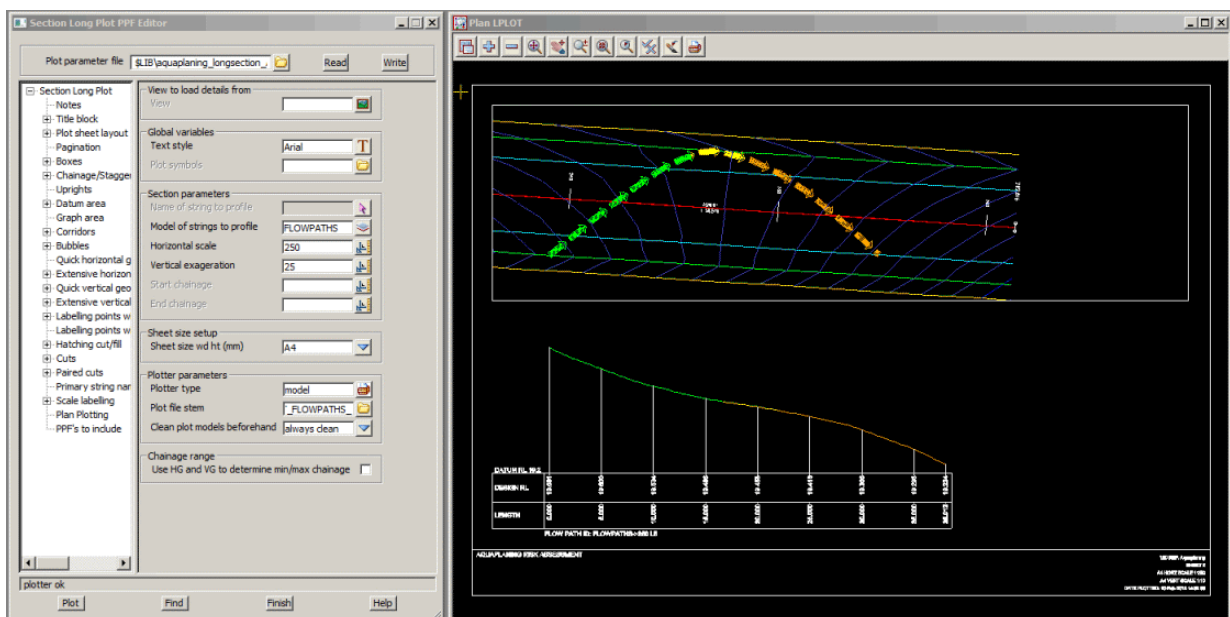 Section Long Plot PPF Editor
Plot parameter file $LIB\aquaplaning_longsection_ Read Write
Section Long Plot
Notes
Title block
Plot sheet layout
Pagination
Boxes
Chainage/Stagger
Uprights
Datum area
Graph area
Corridors
Bubbles
Quick horizontal g
Extensive horizon
Quick vertical geo
Extensive vertical
Labelling points w
Labelling points w
Hatching cut/fill
Cuts
Paired cuts
Primary string nar
Scale labelling
Plan Plotting
PPF's to include
View to load details from
View
Global variables
Text style Arial
Plot symbols
Section parameters
Name of string to profile
Model of strings to profile FLOWPATHS
Horizontal scale 250
Vertical exageration 25
Start chainage
End chainage
Sheet size setup
Sheet size wd ht (mm) A4
Plotter parameters
Plotter type model
Plot file stem _FLOWPATHS_
Clean plot models beforehand always clean
Chainage range
Use HG and VG to determine min/max chainage
plotter ok
Plot Find Finish Help
Plan LPLOT
DATUM RL 19.2
DESIGN RL
LENGTH
FLOW PATH ID: FLOWPATHS->
AQUAPLANING RISK ASSESSMENT